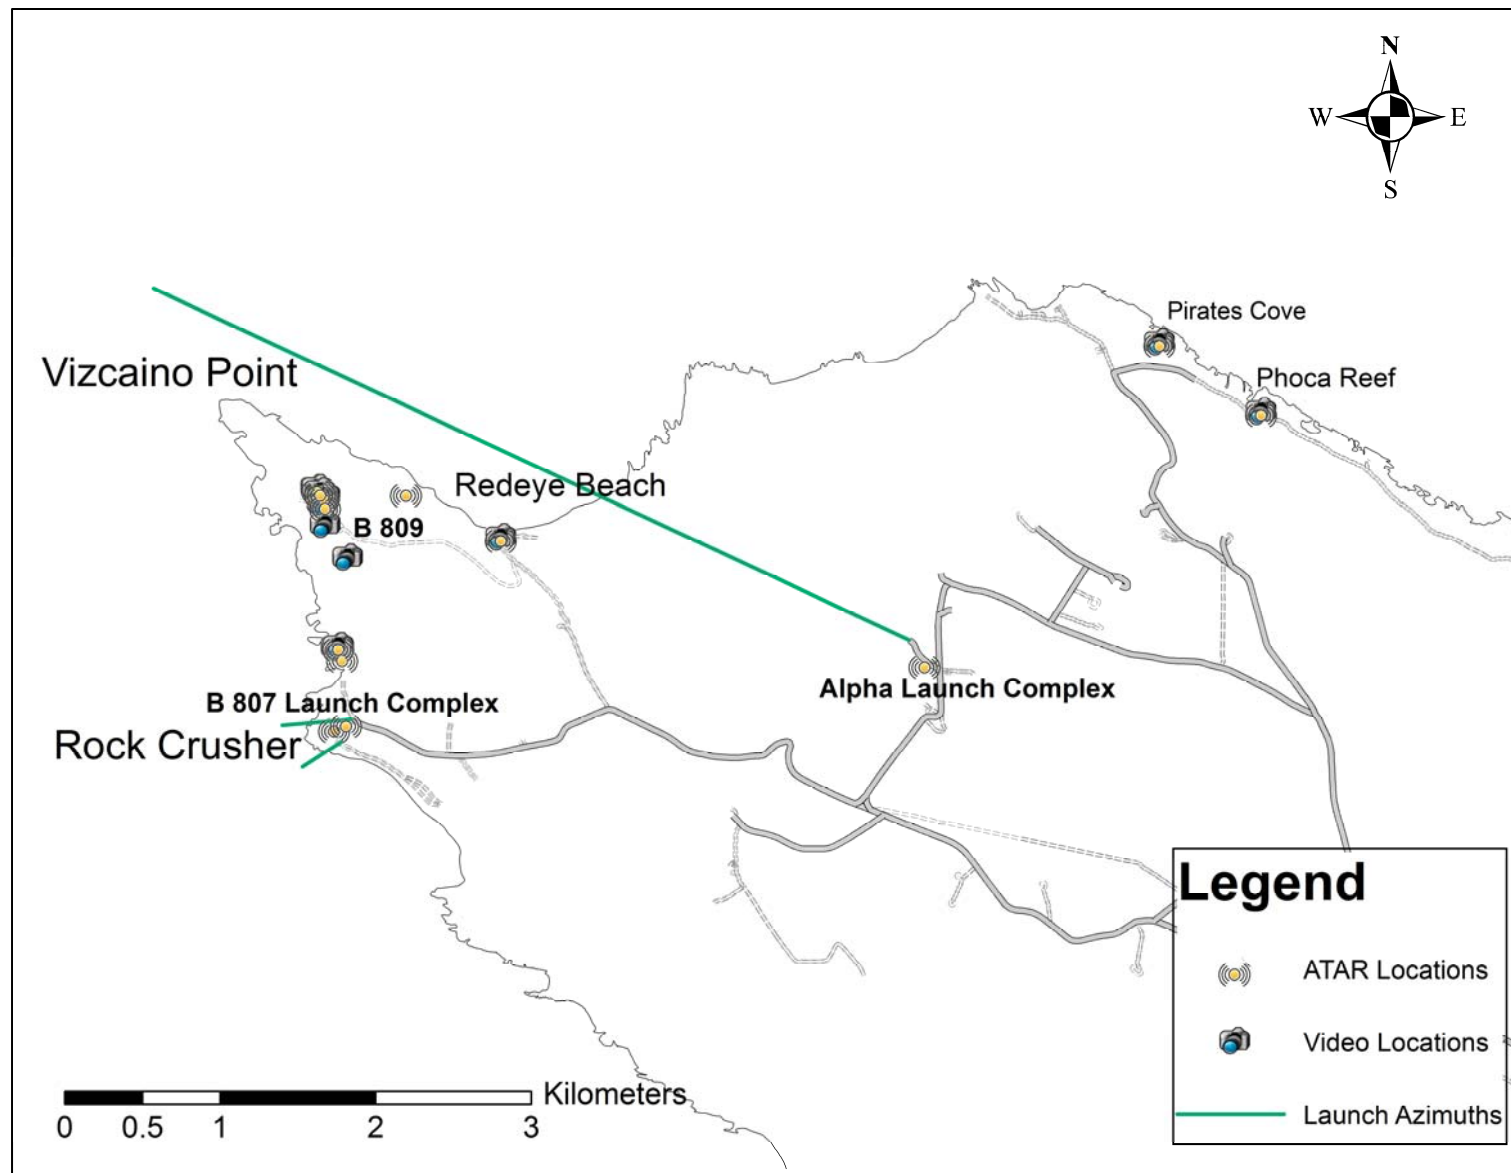 N
W E
S
Pirates Cove
Vizcaino Point
Phoca Reef
Redeye Beach
B 809
Alpha Launch Complex
B 807 Launch Complex
Rock Crusher
Legend
ATAR Locations
Video Locations
Launch Azimuths
Kilometers
0 0.5 1 2 3